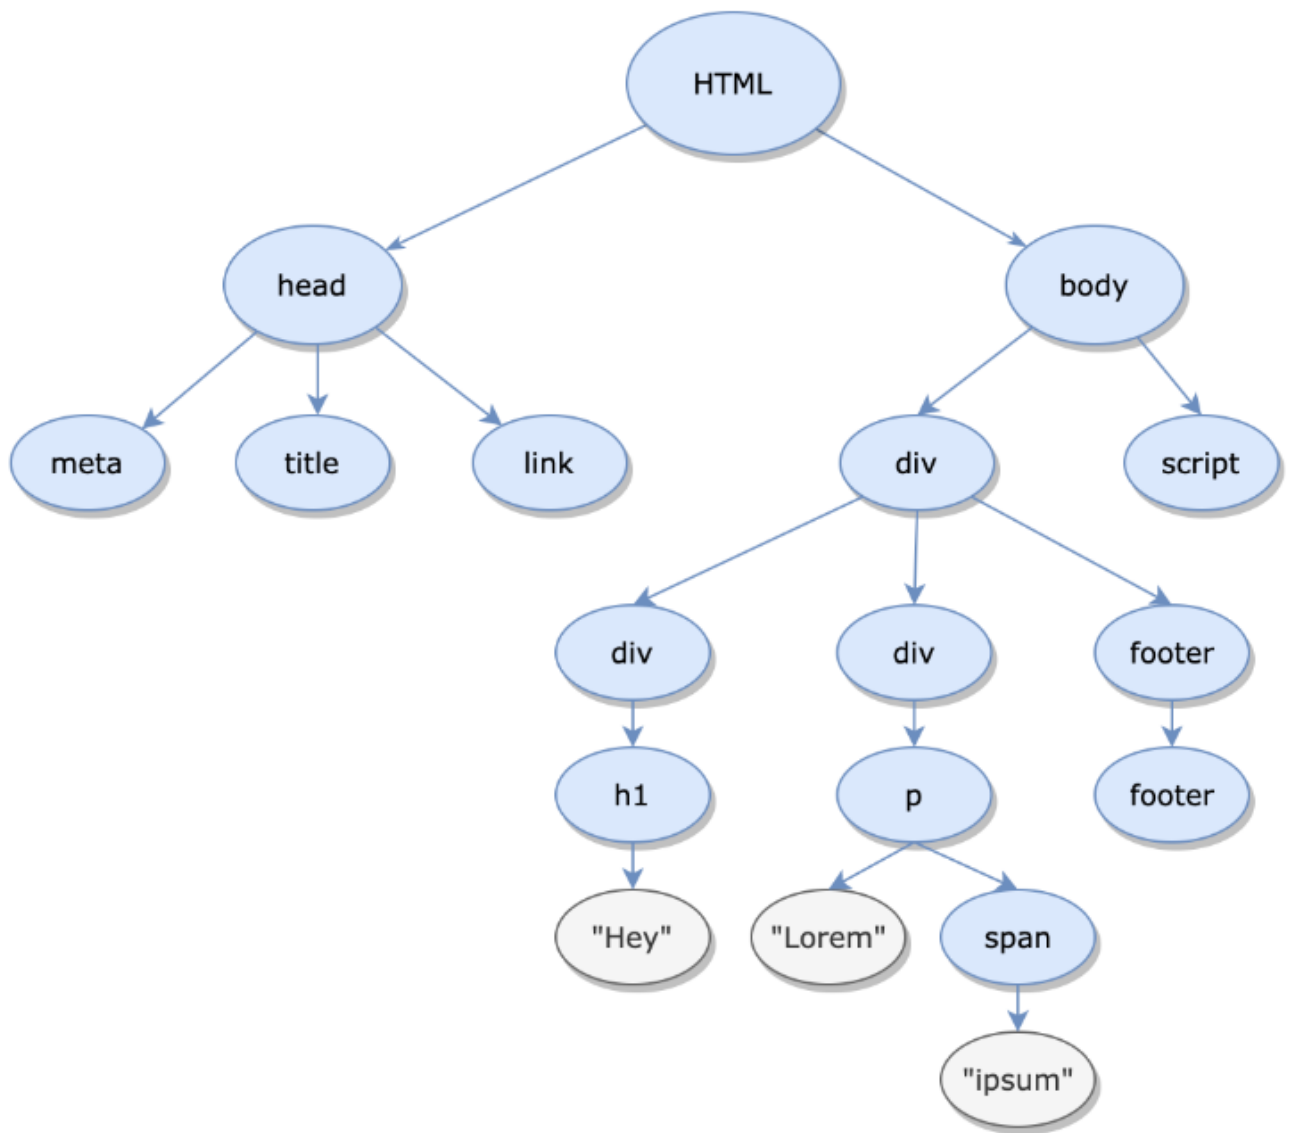 HTML
head
body
meta
title
link
div
script
div
div
footer
h1
p
footer
"Hey"
"Lorem"
span
"ipsum"